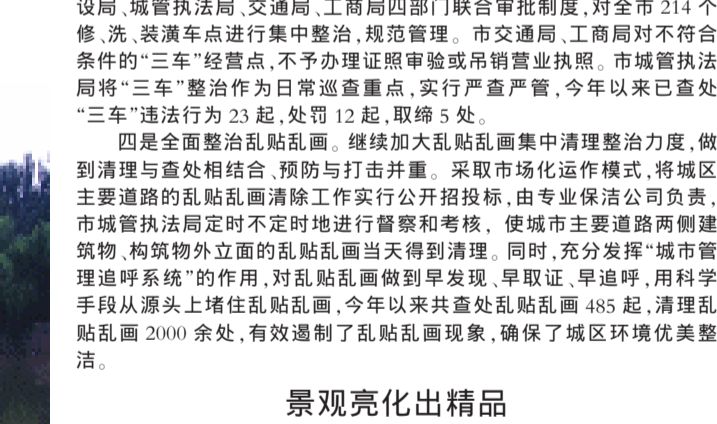 设局、城管执法局、交通局、工商局四部门联合审批制度,对全市 214 个
修、洗、装潢车点进行集中整治,规范管理。市交通局、工商局对不符合
条件的“三车”经营点,不予办理证照审验或吊销营业执照。市城管执法
局将“三车”整治作为日常巡查重点,实行严查严管,今年以来已查处
“三车”违法行为 23 起,处罚 12 起,取缔 5 处。
四是全面整治乱贴乱画。继续加大乱贴乱画集中清理整治力度,做
到清理与查处相结合、预防与打击并重。采取市场化运作模式,将城区
主要道路的乱贴乱画清除工作实行公开招投标,由专业保洁公司负责,
市城管执法局定时不定时地进行督察和考核,使城市主要道路两侧建
筑物、构筑物外立面的乱贴乱画当天得到清理。同时,充分发挥“城市管
理追呼系统”的作用,对乱贴乱画做到早发现、早取证、早追呼,用科学
手段从源头上堵住乱贴乱画,今年以来共查处乱贴乱画 485 起,清理乱
贴乱画 2000 余处,有效遏制了乱贴乱画现象,确保了城区环境优美整
洁。
景观亮化出精品